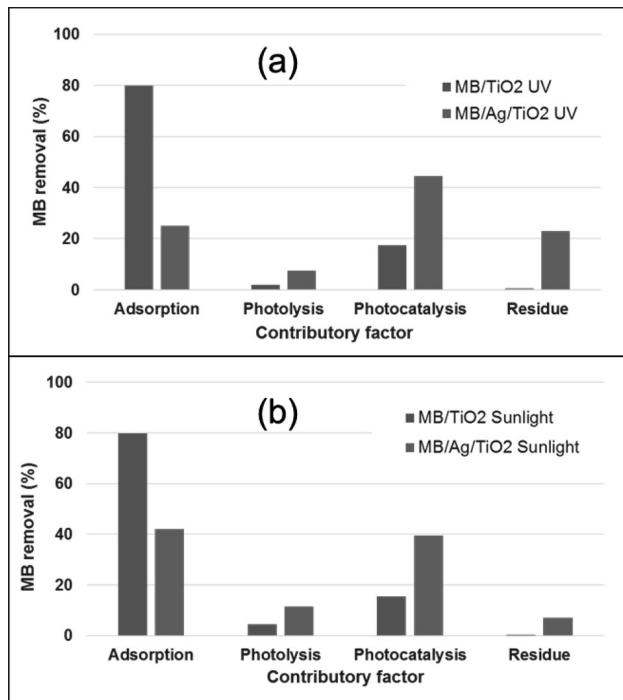 100
(a)
MB/TiO2 UV
80
MB/Ag/TiO2 UV
60
40
20
0
MB removal (%)
Adsorption Photolysis Photocatalysis Residue
Contributory factor
100
(b)
MB/TiO2 Sunlight
80
MB/Ag/TiO2 Sunlight
60
40
20
0
MB removal (%)
Adsorption Photolysis Photocatalysis Residue
Contributory factor